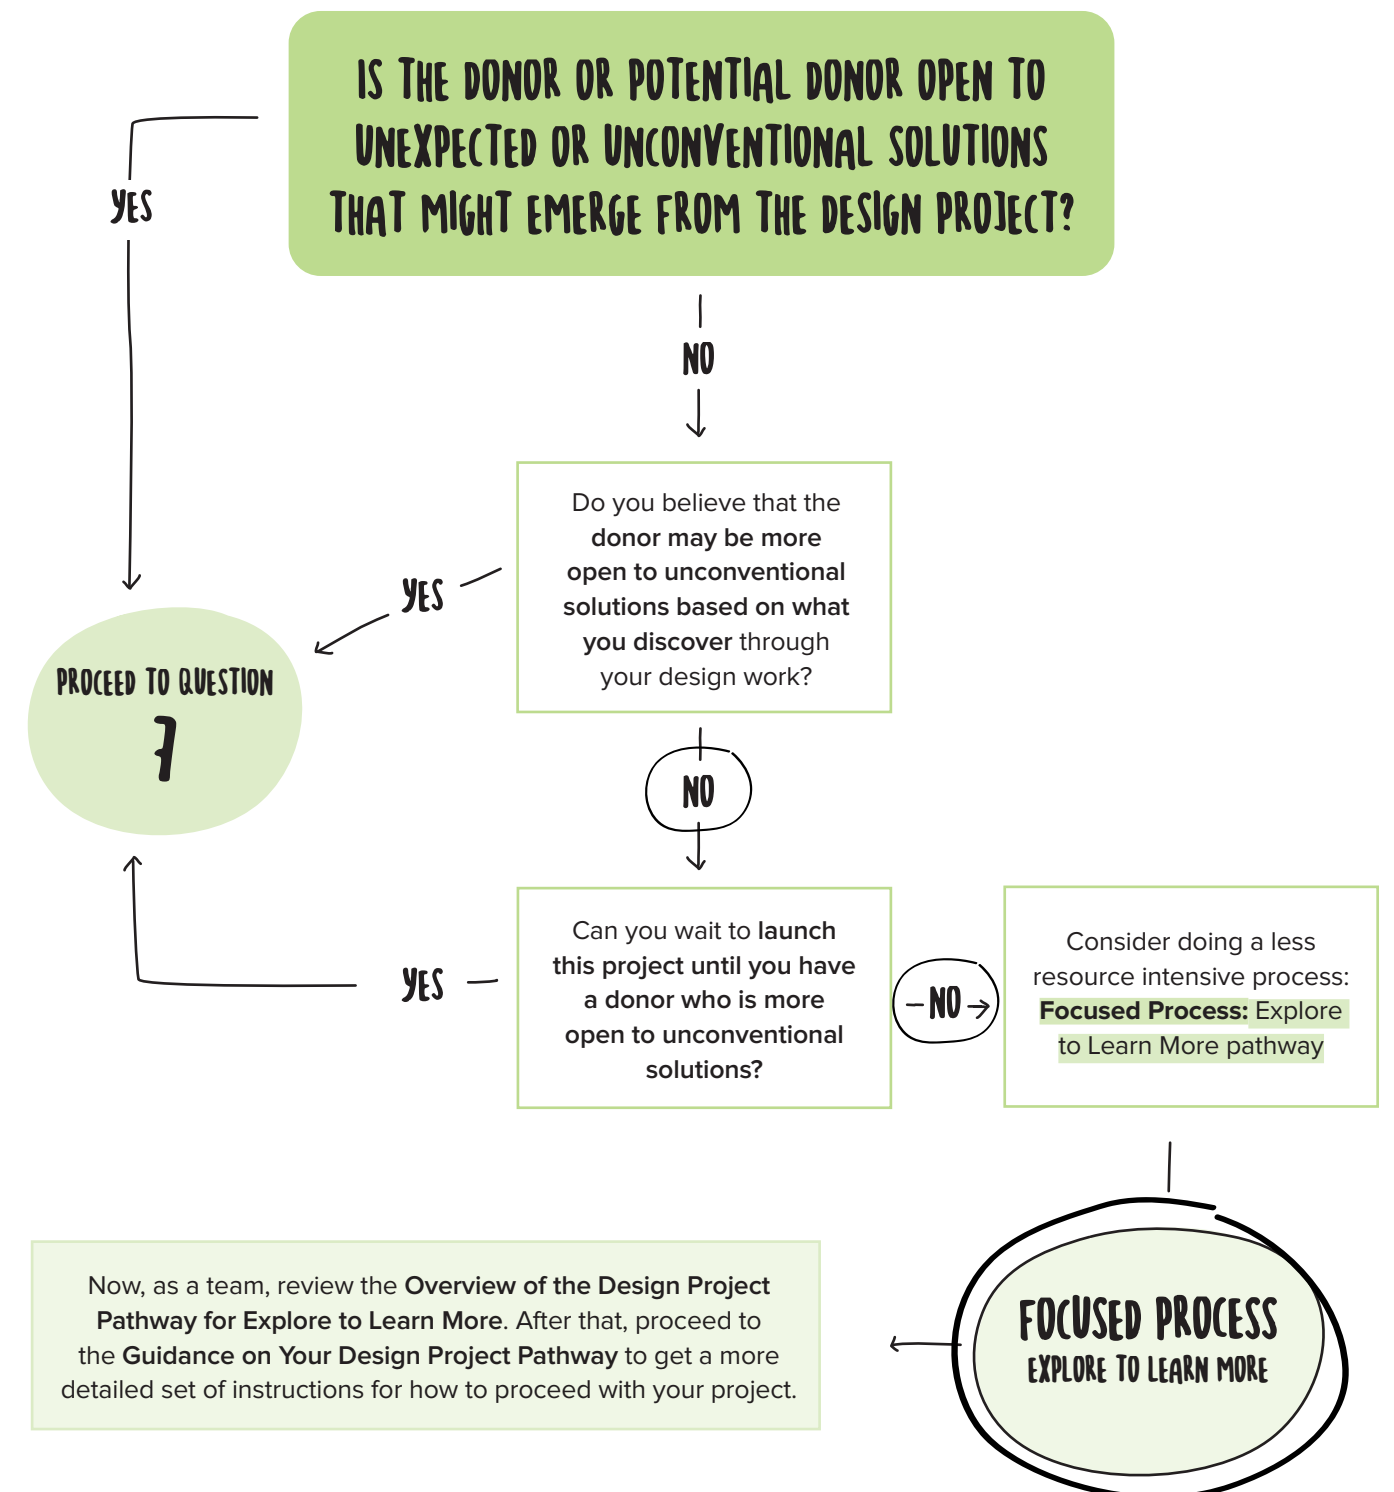 IS THE DONOR OR POTENTIAL DONOR OPEN TO
UNEXPECTED OR UNCONVENTIONAL SOLUTIONS
THAT MIGHT EMERGE FROM THE DESIGN PROJECT?
YES
NO
Do you believe that the
donor may be more
open to unconventional
solutions based on what
you discover through
your design work?
YES
PROCEED TO QUESTION
7
NO
Can you wait to launch
this project until you have
a donor who is more
open to unconventional
solutions?
YES
NO
Consider doing a less
resource intensive process:
Focused Process: Explore
to Learn More pathway
FOCUSED PROCESS
EXPLORE TO LEARN MORE
Now, as a team, review the Overview of the Design Project
Pathway for Explore to Learn More. After that, proceed to
the Guidance on Your Design Project Pathway to get a more
detailed set of instructions for how to proceed with your project.